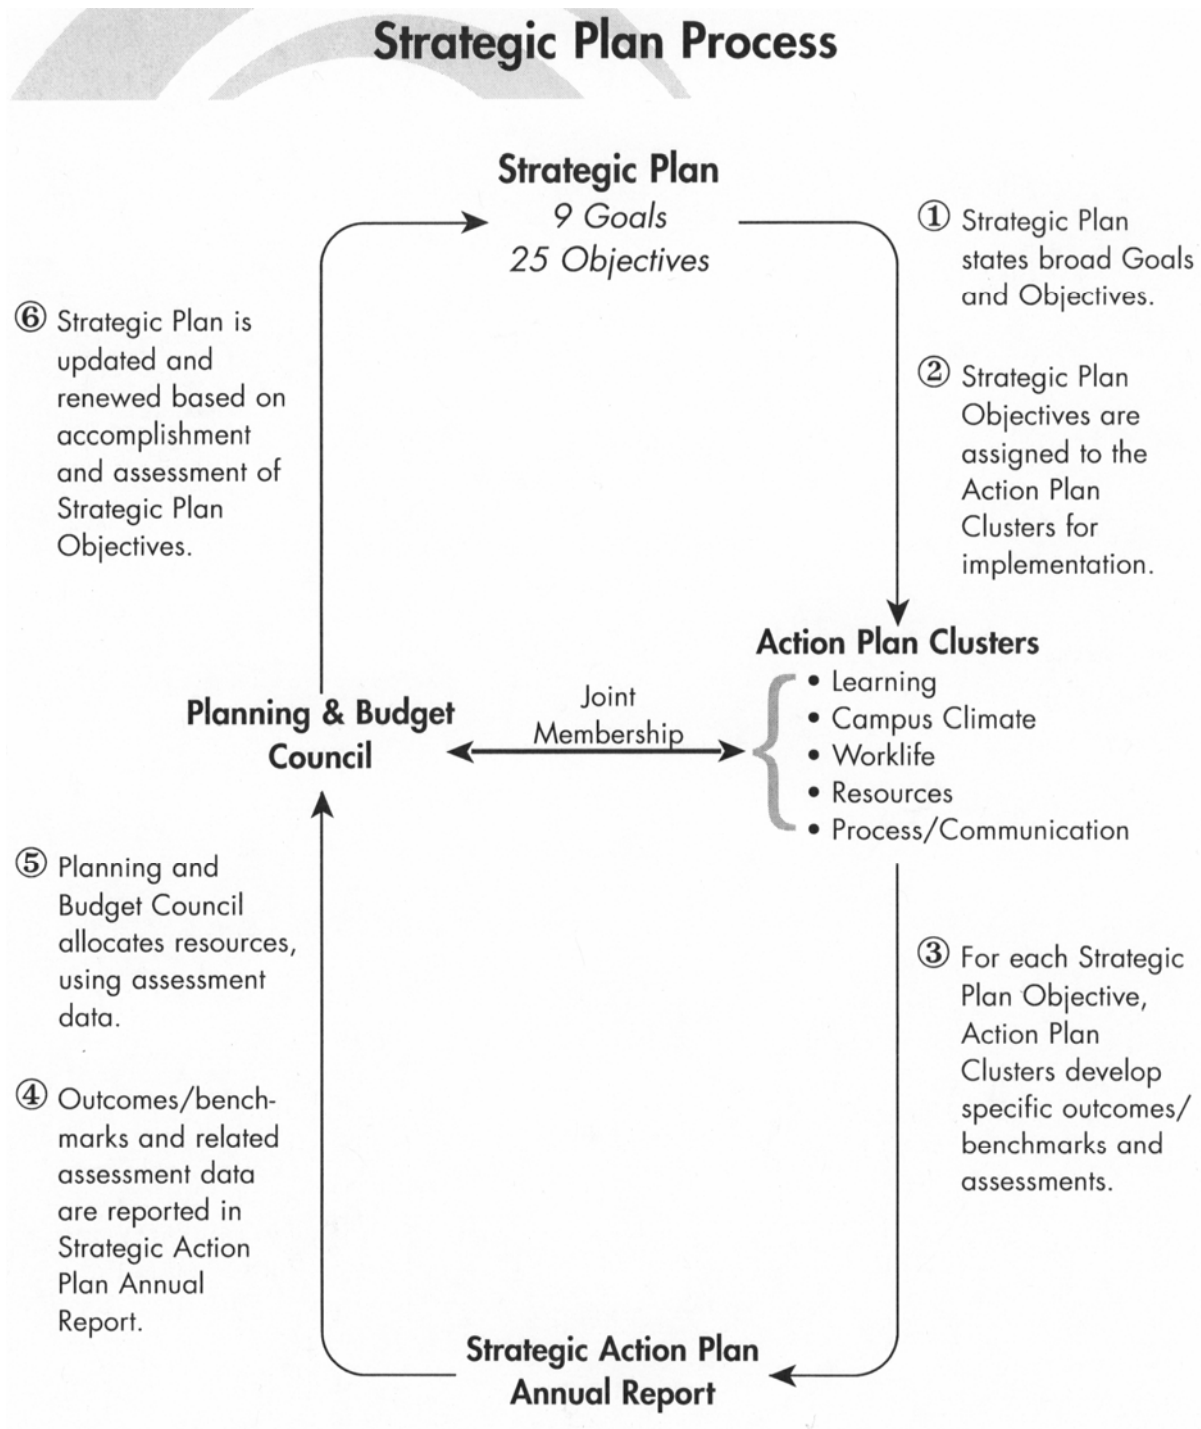 Strategic Plan Process
Strategic Plan
9 Goals
25 Objectives
① Strategic Plan
states broad Goals
and Objectives.
② Strategic Plan
Objectives are
assigned to the
Action Plan
Clusters for
implementation.
Action Plan Clusters
• Learning
• Campus Climate
• Worklife
• Resources
• Process/Communication
Joint
Membership
③ For each Strategic
Plan Objective,
Action Plan
Clusters develop
specific outcomes/
benchmarks and
assessments.
Strategic Action Plan
Annual Report
④ Outcomes/bench-
marks and related
assessment data
are reported in
Strategic Action
Plan Annual
Report.
⑤ Planning and
Budget Council
allocates resources,
using assessment
data.
Planning & Budget
Council
⑥ Strategic Plan is
updated and
renewed based on
accomplishment
and assessment of
Strategic Plan
Objectives.